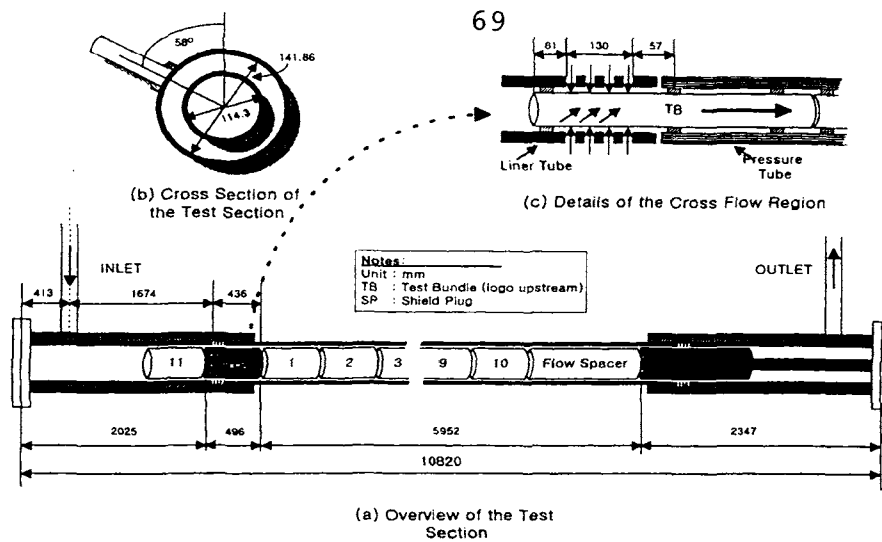 69
58º
141.86
114.3
(b) Cross Section of
the Test Section
81
130
57
TB
Liner Tube
Pressure
Tube
(c) Details of the Cross Flow Region
INLET
OUTLET
Notes:
Unit : mm
TB : Test Bundle (logo upstream)
SP : Shield Plug
413
1674
436
11
1
2
3
9
10
Flow Spacer
2025
496
5952
2347
10820
(a) Overview of the Test
Section